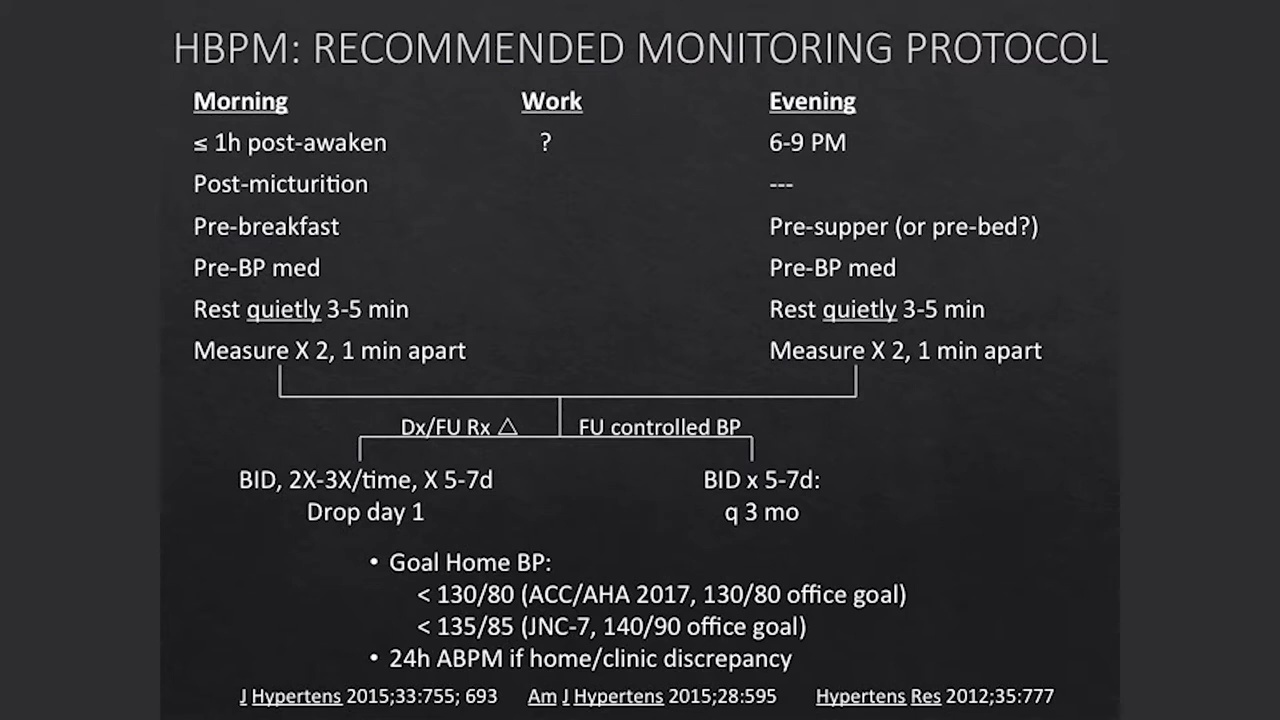 HBPM: RECOMMENDED MONITORING PROTOCOL
Morning Work Evening
≤ 1h post-awaken ? 6-9 PM
Post-micturition ---
Pre-breakfast Pre-supper (or pre-bed?)
Pre-BP med Pre-BP med
Rest quietly 3-5 min Rest quietly 3-5 min
Measure X 2, 1 min apart Measure X 2, 1 min apart
Dx/FU Rx △ FU controlled BP
BID, 2X-3X/time, X 5-7d BID x 5-7d:
Drop day 1 q 3 mo
• Goal Home BP:
< 130/80 (ACC/AHA 2017, 130/80 office goal)
< 135/85 (JNC-7, 140/90 office goal)
• 24h ABPM if home/clinic discrepancy
J Hypertens 2015;33:755; 693 Am J Hypertens 2015;28:595 Hypertens Res 2012;35:777